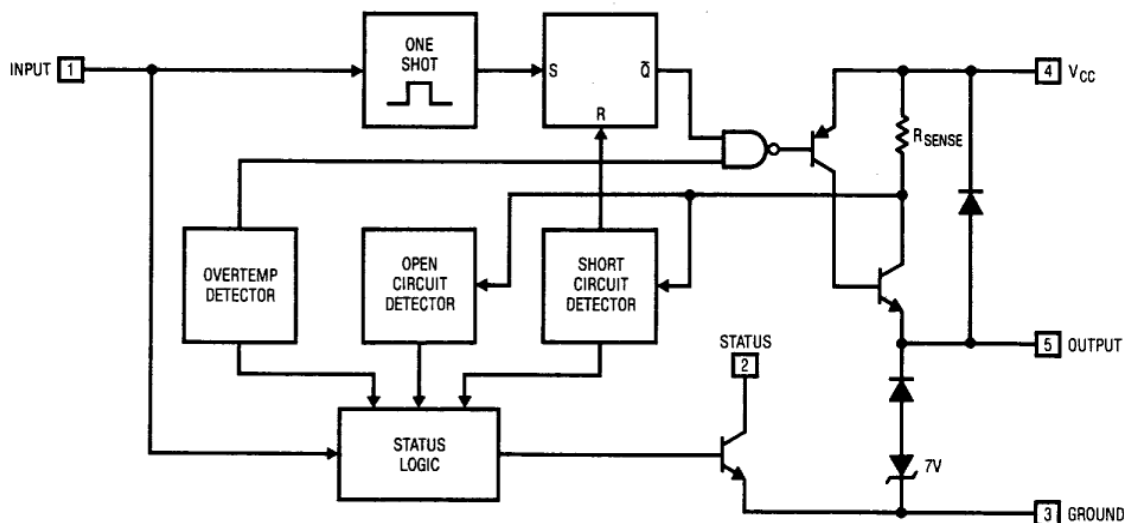 INPUT 1
ONE
SHOT
S
Q̅
R
4 VCC
RSENSE
OVERTEMP
DETECTOR
OPEN
CIRCUIT
DETECTOR
SHORT
CIRCUIT
DETECTOR
STATUS
2
5 OUTPUT
STATUS
LOGIC
7V
3 GROUND